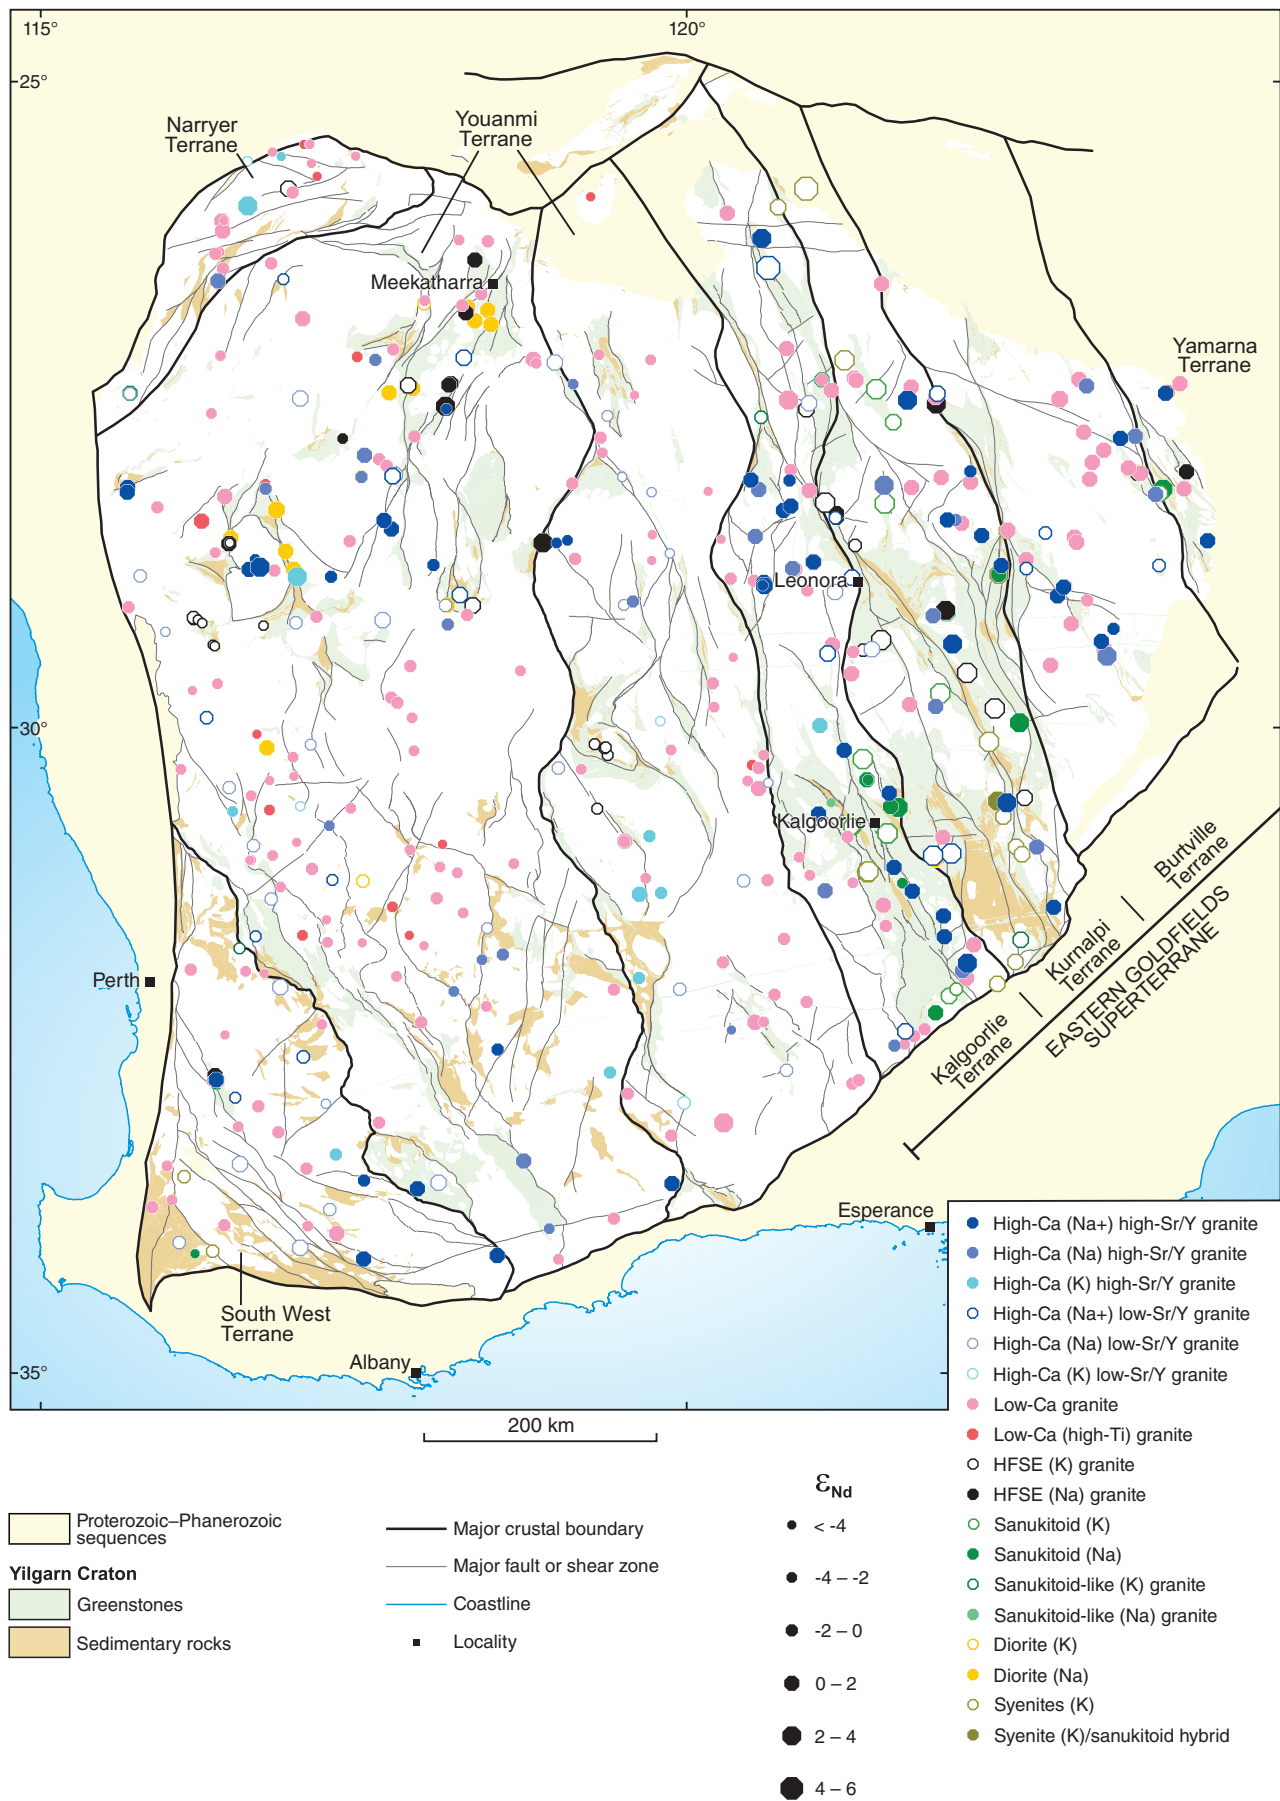 115°
120°
25°
Narryer
Terrane
Youanmi
Terrane
Meekatharra
Yamarna
Terrane
Leonora
30°
Kalgoorlie
Perth
Burtville
Terrane
Kurnalpi
Terrane
Kalgoorlie
Terrane
EASTERN GOLDFIELDS
SUPERTERRANE
Esperance
South West
Terrane
Albany
35°
200 km
High-Ca (Na+) high-Sr/Y granite
High-Ca (Na) high-Sr/Y granite
High-Ca (K) high-Sr/Y granite
High-Ca (Na+) low-Sr/Y granite
High-Ca (Na) low-Sr/Y granite
High-Ca (K) low-Sr/Y granite
Low-Ca granite
Low-Ca (high-Ti) granite
HFSE (K) granite
HFSE (Na) granite
Sanukitoid (K)
Sanukitoid (Na)
Sanukitoid-like (K) granite
Sanukitoid-like (Na) granite
Diorite (K)
Diorite (Na)
Syenites (K)
Syenite (K)/sanukitoid hybrid
εNd
< -4
-4 – -2
-2 – 0
0 – 2
2 – 4
4 – 6
Proterozoic–Phanerozoic
sequences
Yilgarn Craton
Greenstones
Sedimentary rocks
Major crustal boundary
Major fault or shear zone
Coastline
Locality